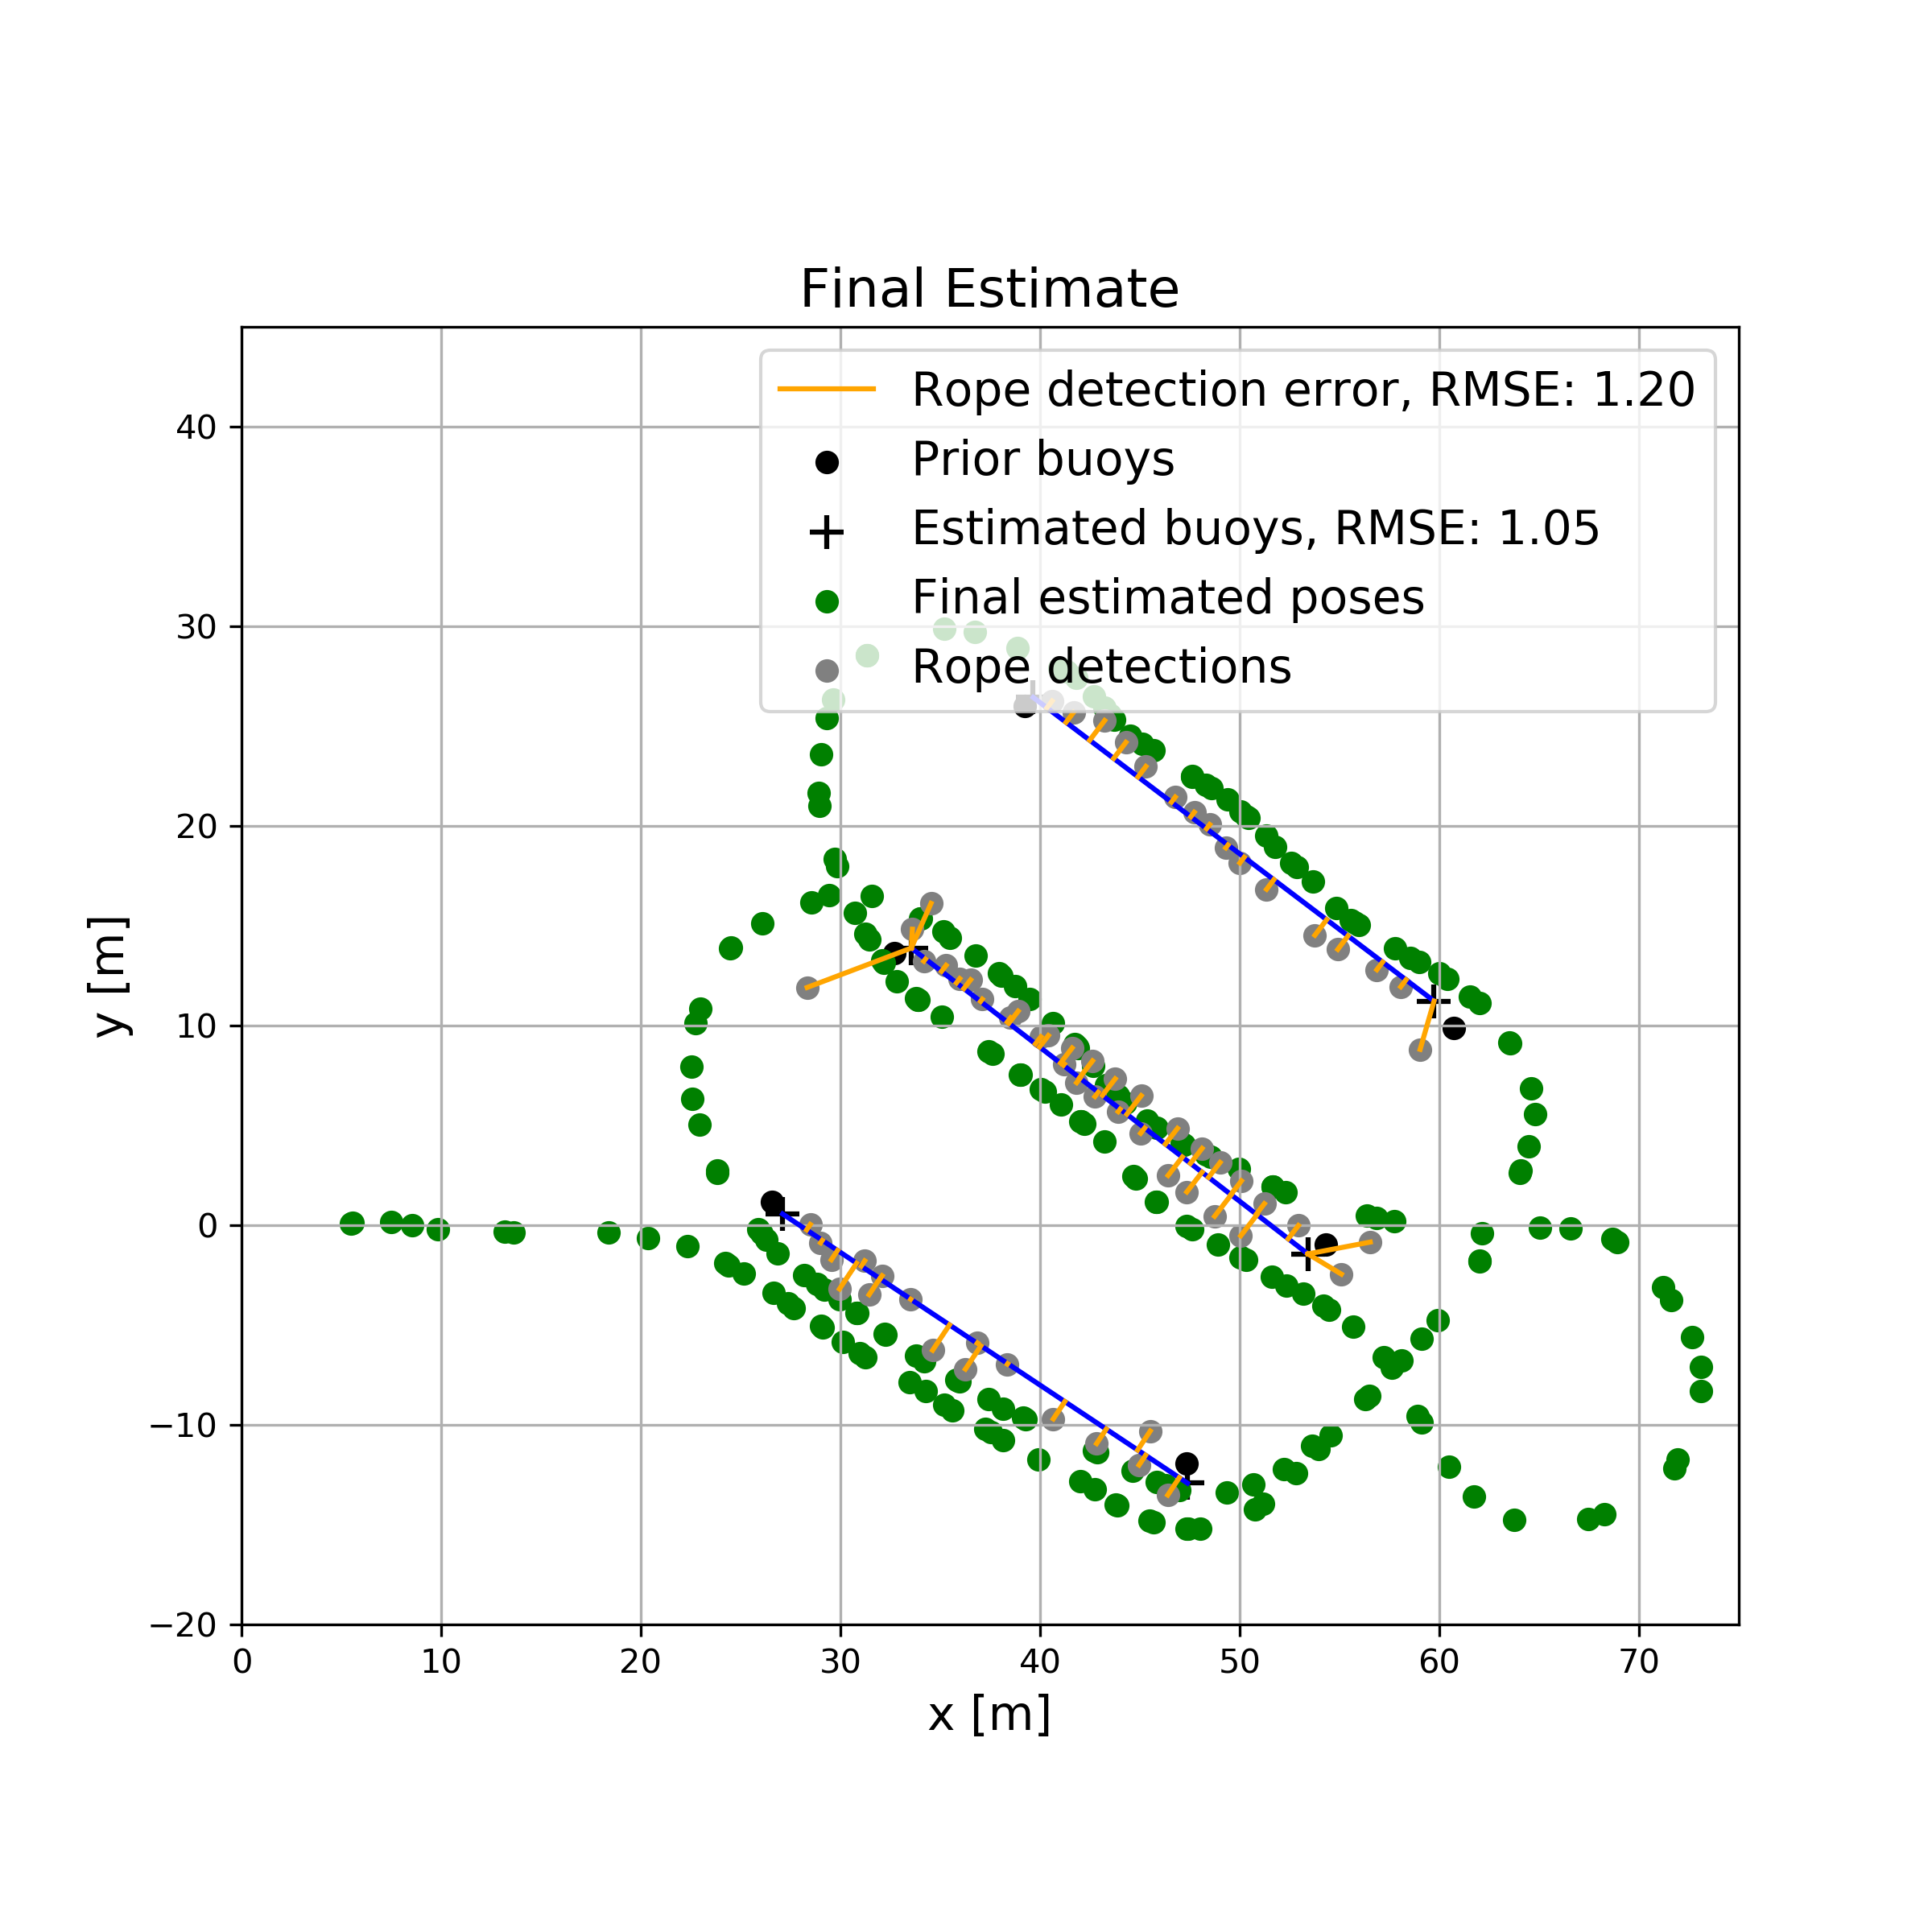 Final Estimate
Rope detection error, RMSE: 1.20
Prior buoys
Estimated buoys, RMSE: 1.05
Final estimated poses
Rope detections
40
30
20
10
0
−10
−20
y [m]
0 10 20 30 40 50 60 70
x [m]